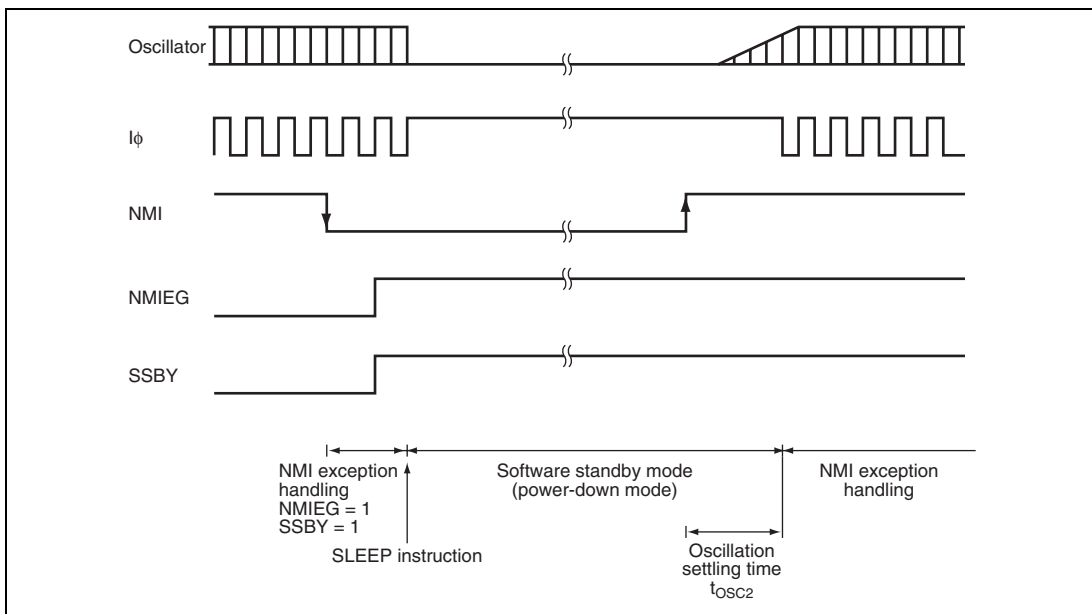 Oscillator
Iϕ
NMI
NMIEG
SSBY
NMI exception
handling
NMIEG = 1
SSBY = 1
SLEEP instruction
Software standby mode
(power-down mode)
Oscillation
settling time
tOSC2
NMI exception
handling